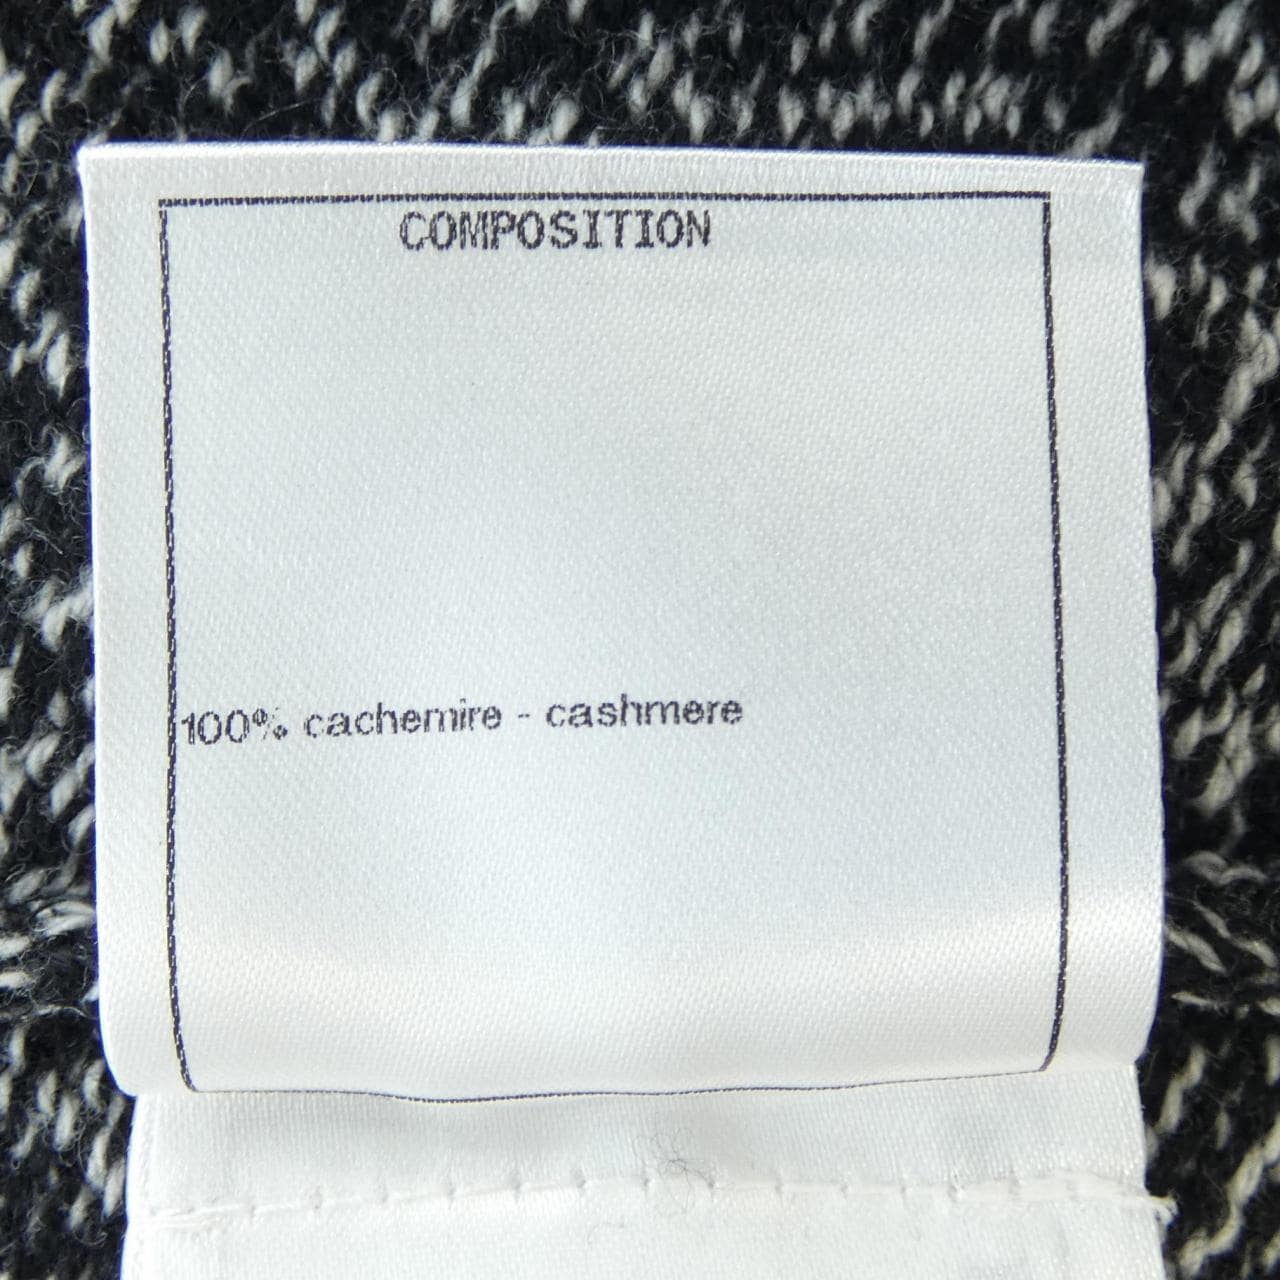 COMPOSITION
100% cachemire - cashmere